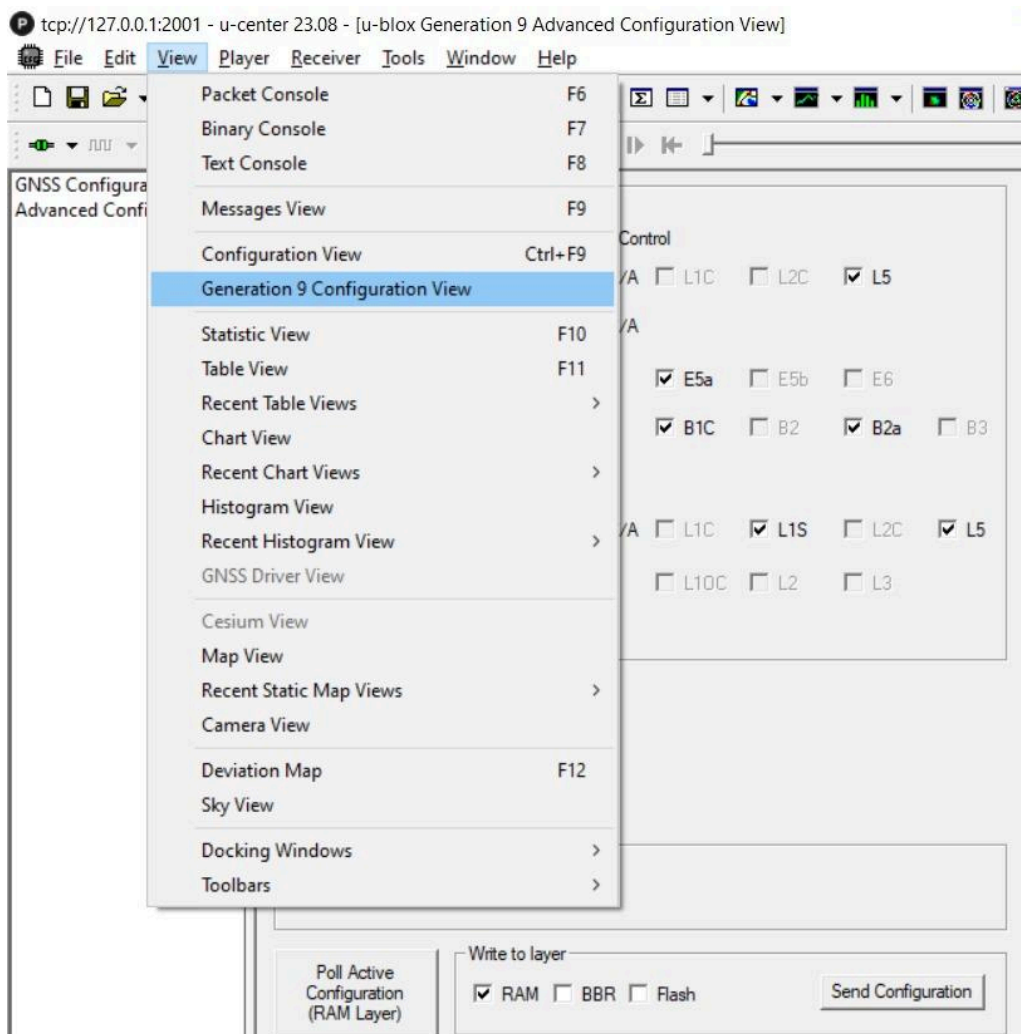 tcp://127.0.0.1:2001 - u-center 23.08 - [u-blox Generation 9 Advanced Configuration View]
File Edit View Player Receiver Tools Window Help
Packet Console F6
Binary Console F7
Text Console F8
Messages View F9
Configuration View Ctrl+F9
Generation 9 Configuration View
Statistic View F10
Table View F11
Recent Table Views
Chart View
Recent Chart Views
Histogram View
Recent Histogram View
GNSS Driver View
Cesium View
Map View
Recent Static Map Views
Camera View
Deviation Map F12
Sky View
Docking Windows
Toolbars
GNSS Configura
Advanced Confi
Control
/A L1C L2C L5
/A
E5a E5b E6
B1C B2 B2a B3
/A L1C L1S L2C L5
L1OC L2 L3
Poll Active
Configuration
(RAM Layer)
Write to layer
RAM BBR Flash
Send Configuration